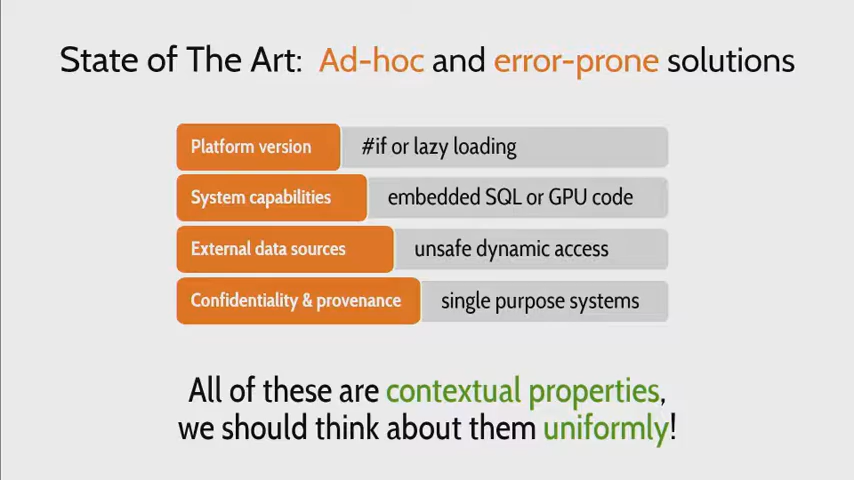 State of The Art: Ad-hoc and error-prone solutions
Platform version #if or lazy loading
System capabilities embedded SQL or GPU code
External data sources unsafe dynamic access
Confidentiality & provenance single purpose systems
All of these are contextual properties,
we should think about them uniformly!